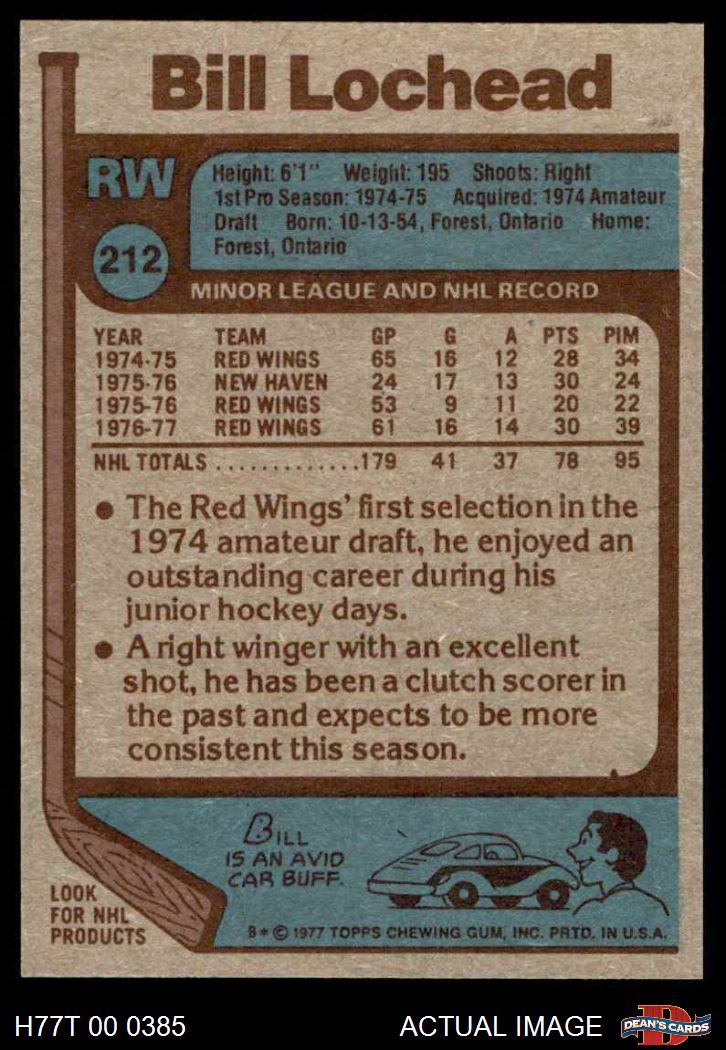 Bill Lochead
RW
212
Height: 6'1" Weight: 195 Shoots: Right
1st Pro Season: 1974-75 Acquired: 1974 Amateur
Draft Born: 10-13-54, Forest, Ontario Home:
Forest, Ontario
MINOR LEAGUE AND NHL RECORD
YEAR TEAM GP G A PTS PIM
1974-75 RED WINGS 65 16 12 28 34
1975-76 NEW HAVEN 24 17 13 30 24
1975-76 RED WINGS 53 9 11 20 22
1976-77 RED WINGS 61 16 14 30 39
NHL TOTALS . . . . . . . . . . . . . 179 41 37 78 95
● The Red Wings' first selection in the
1974 amateur draft, he enjoyed an
outstanding career during his
junior hockey days.
● A right winger with an excellent
shot, he has been a clutch scorer in
the past and expects to be more
consistent this season.
BILL
IS AN AVID
CAR BUFF.
LOOK
FOR NHL
PRODUCTS
8* © 1977 TOPPS CHEWING GUM, INC. PRTD. IN U.S.A.
H77T 00 0385
ACTUAL IMAGE
D
DEAN'S CARDS